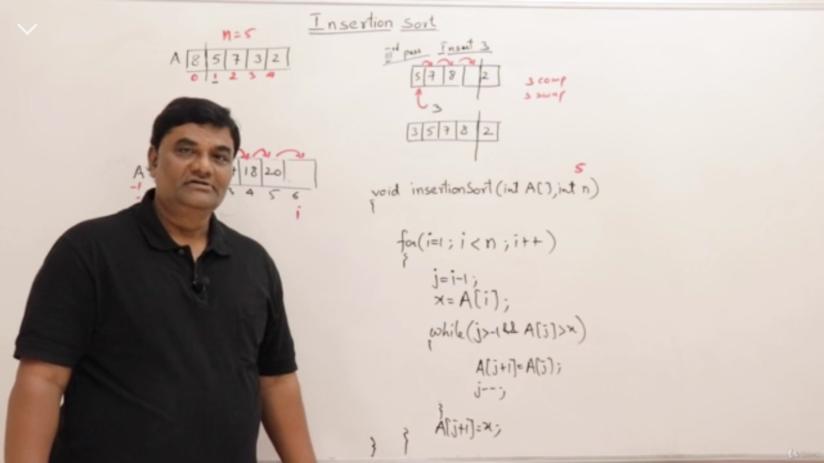 Insertion Sort
n=5
A 8 5 7 3 2
0 1 2 3 4
IIIrd pass Insert 3
5 7 8 2
3
3 comp
3 swap
3 5 7 8 2
A 18 20
-1 3 4 5 6
i
5
void insertionSort(int A[],int n)
{
for(i=1; i<n; i++)
{
j=i-1;
x=A[i];
while(j>-1 && A[j]>x)
{
A[j+1]=A[j];
j--;
}
A[j+1]=x;
} }